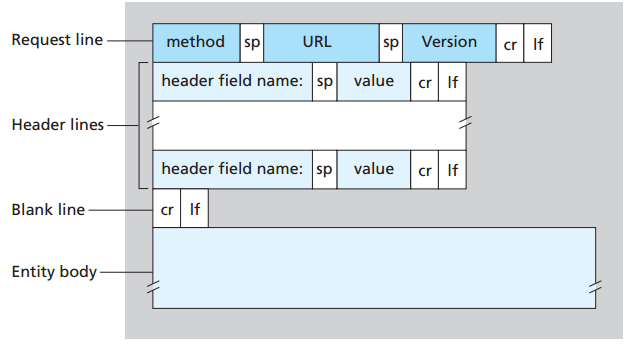 Request line method sp URL sp Version cr lf
header field name: sp value cr lf
Header lines
header field name: sp value cr lf
Blank line cr lf
Entity body